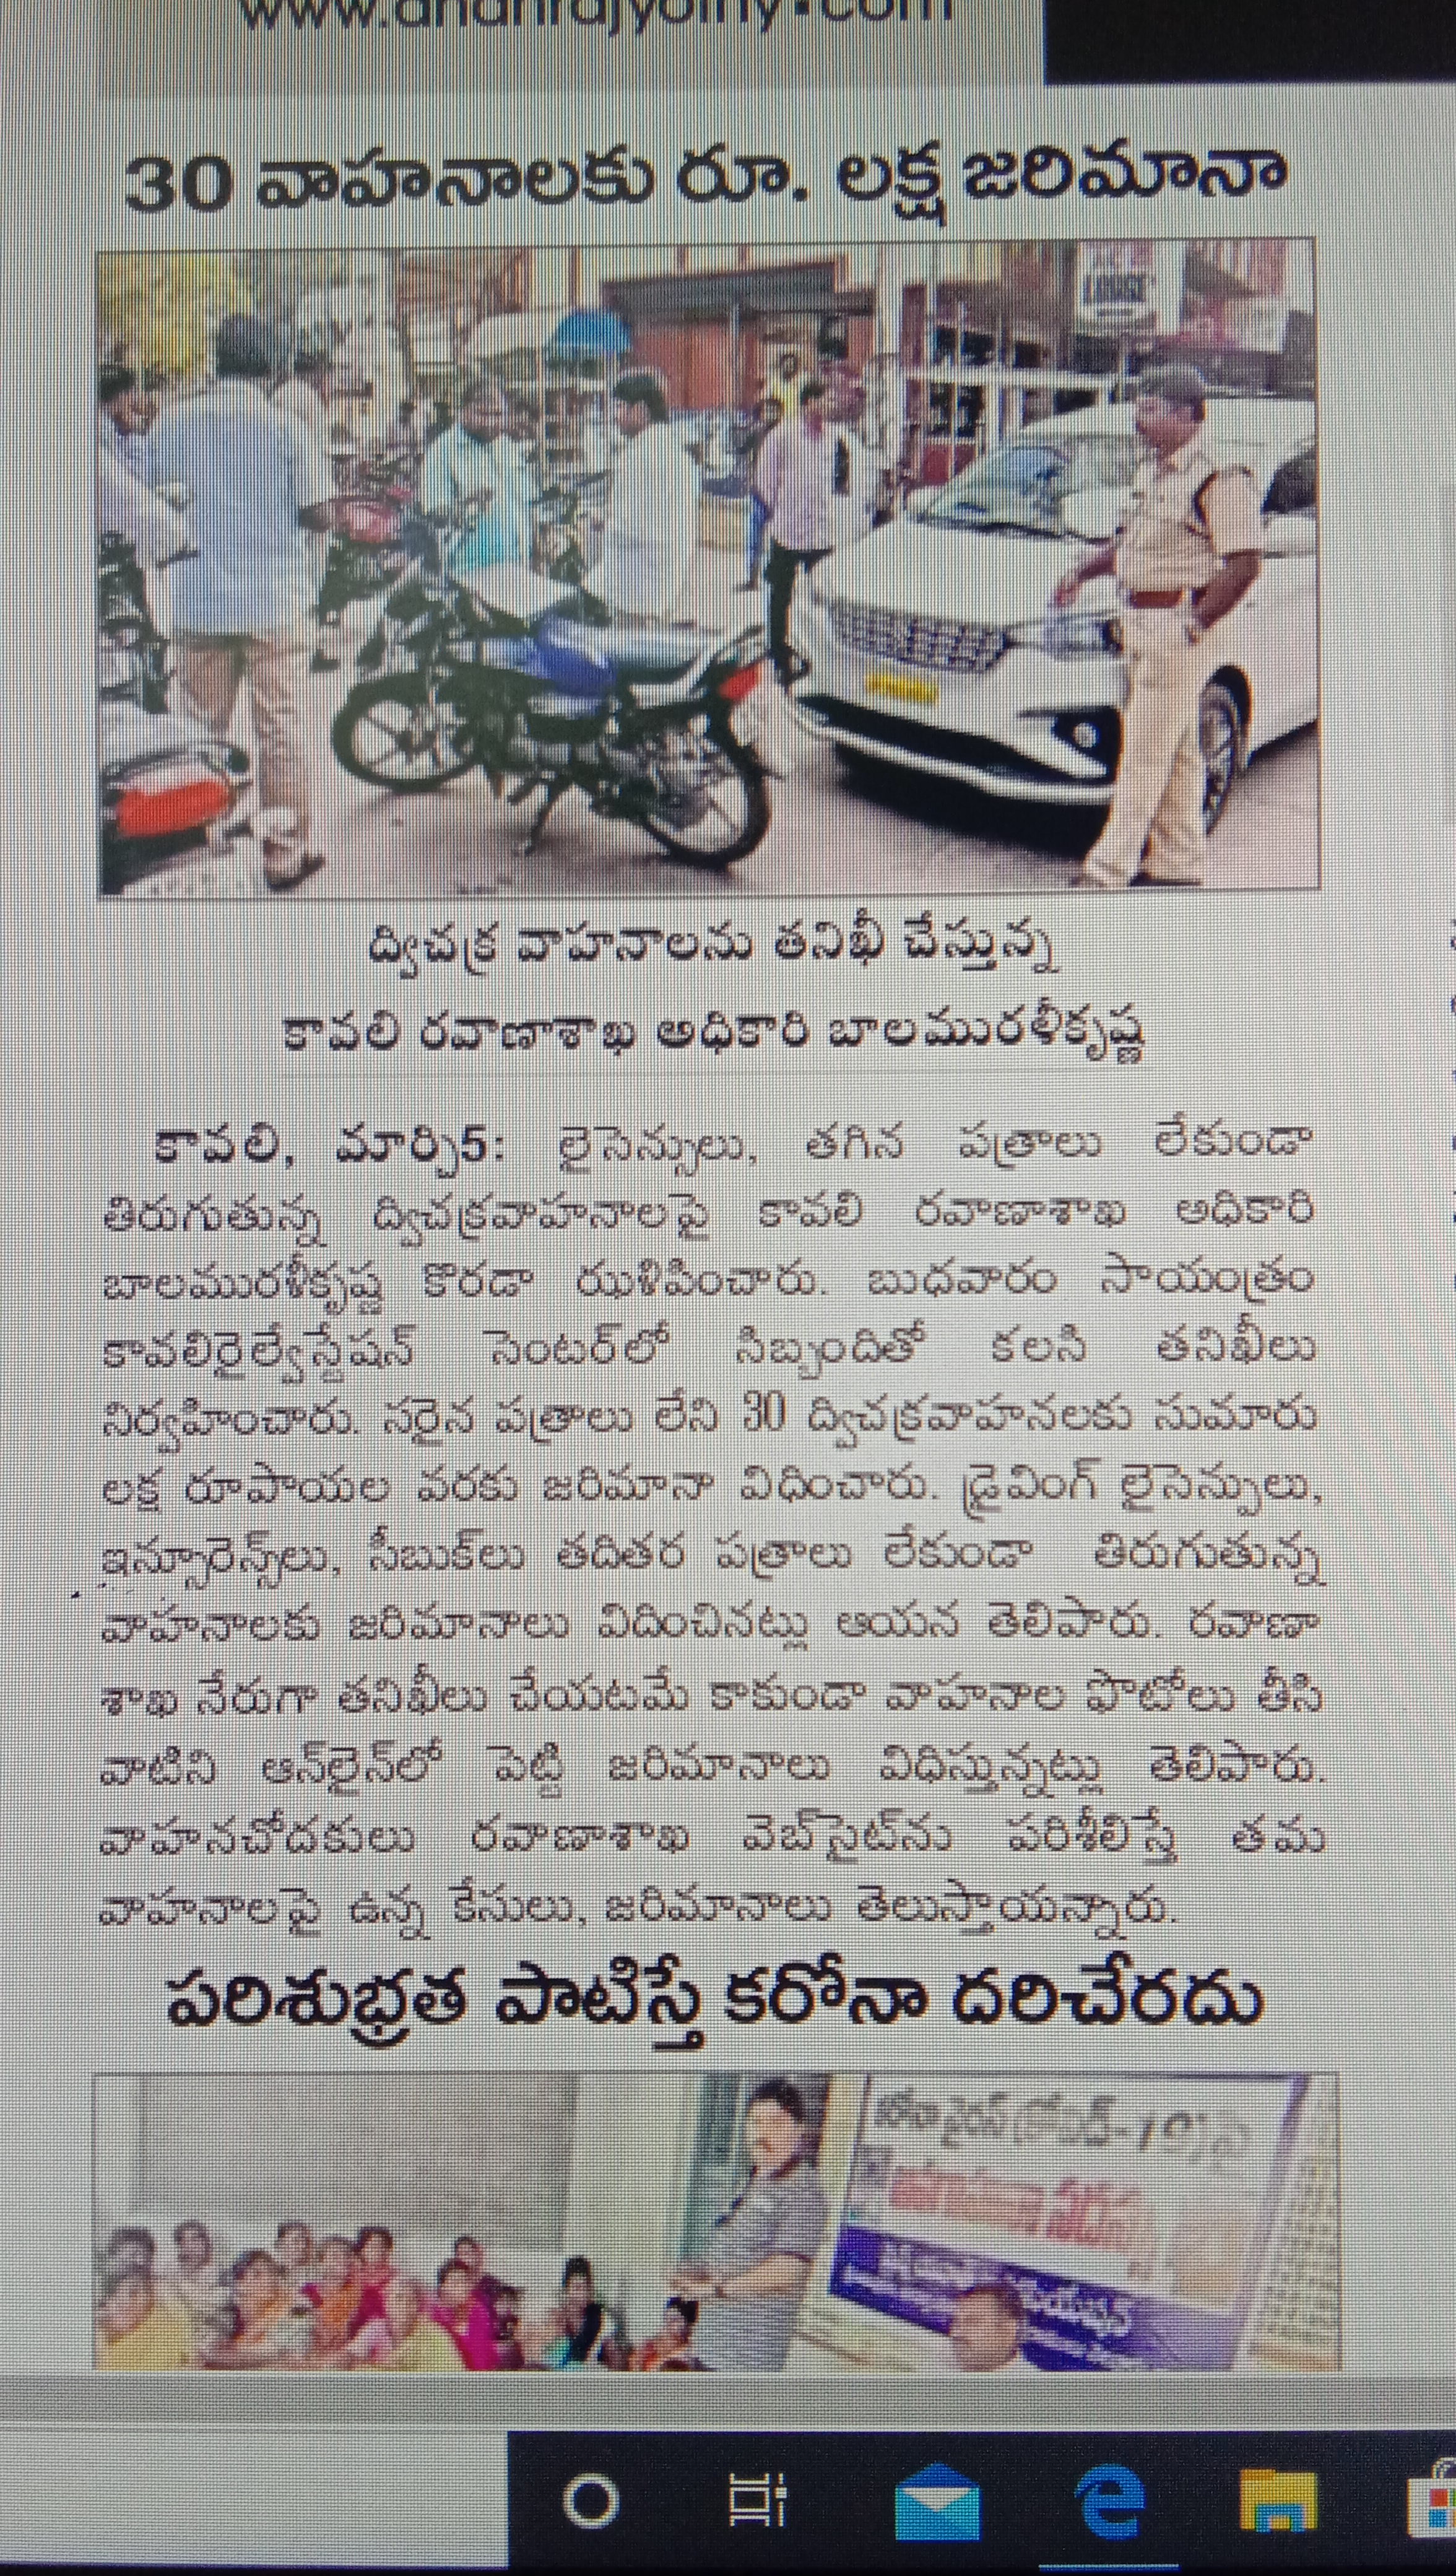 www.andhrajyothy.com
30 వాహనాలకు రూ. లక్ష జరిమానా
LODGE
ద్విచక్ర వాహనాలను తనిఖీ చేస్తున్న
కావలి రవాణాశాఖ అధికారి బాలమురళీకృష్ణ
కావలి, మార్చి5: లైసెన్సులు, తగిన పత్రాలు లేకుండా
తిరుగుతున్న ద్విచక్రవాహనాలపై కావలి రవాణాశాఖ అధికారి
బాలమురళీకృష్ణ కొరడా ఝళిపించారు. బుధవారం సాయంత్రం
కావలిరైల్వేస్టేషన్ సెంటర్‌లో సిబ్బందితో కలసి తనిఖీలు
నిర్వహించారు. సరైన పత్రాలు లేని 30 ద్విచక్రవాహనలకు సుమారు
లక్ష రూపాయల వరకు జరిమానా విధించారు. డ్రైవింగ్ లైసెన్సులు,
ఇన్సూరెన్స్‌లు, సీబుక్‌లు తదితర పత్రాలు లేకుండా తిరుగుతున్న
వాహనాలకు జరిమానాలు విదించినట్లు ఆయన తెలిపారు. రవాణా
శాఖ నేరుగా తనిఖీలు చేయటమే కాకుండా వాహనాల ఫొటోలు తీసి
వాటిని ఆన్‌లైన్‌లో పెట్టి జరిమానాలు విధిస్తున్నట్లు తెలిపారు.
వాహనచోదకులు రవాణాశాఖ వెబ్‌సైట్‌ను పరిశీలిస్తే తమ
వాహనాలపై ఉన్న కేసులు, జరిమానాలు తెలుస్తాయన్నారు.
పరిశుభ్రత పాటిస్తే కరోనా దరిచేరదు